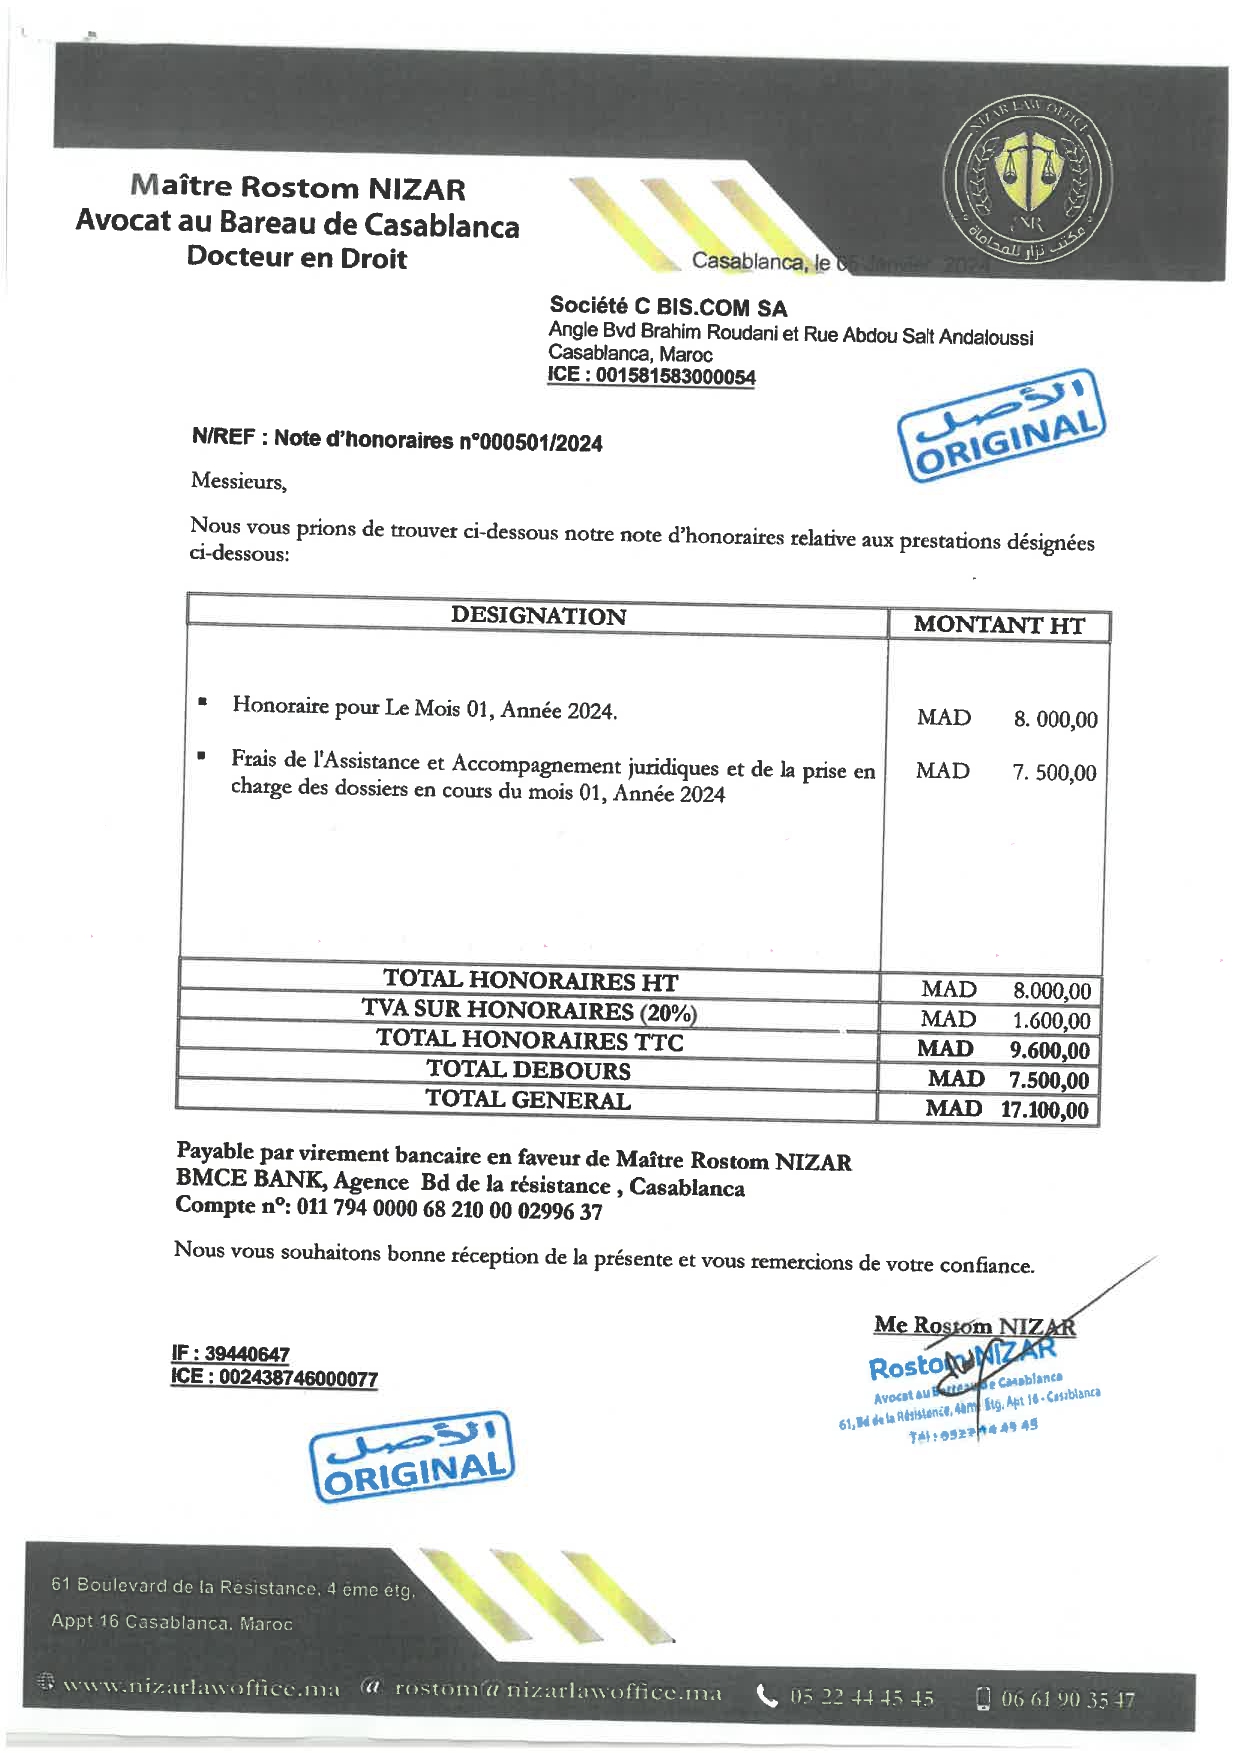 NIZAR LAW OFFICE
NR
مكتب نزار للمحاماة
Maître Rostom NIZAR
Avocat au Bareau de Casablanca
Docteur en Droit
Casablanca, le 05 Janvier 2024
Société C BIS.COM SA
Angle Bvd Brahim Roudani et Rue Abdou Salt Andaloussi
Casablanca, Maroc
ICE : 001581583000054
الأصل
ORIGINAL
N/REF : Note d'honoraires n°000501/2024
Messieurs,
Nous vous prions de trouver ci-dessous notre note d'honoraires relative aux prestations désignées
ci-dessous:
DESIGNATION MONTANT HT
▪ Honoraire pour Le Mois 01, Année 2024. MAD 8. 000,00
▪ Frais de l'Assistance et Accompagnement juridiques et de la prise en MAD 7. 500,00
charge des dossiers en cours du mois 01, Année 2024
TOTAL HONORAIRES HT MAD 8.000,00
TVA SUR HONORAIRES (20%) MAD 1.600,00
TOTAL HONORAIRES TTC MAD 9.600,00
TOTAL DEBOURS MAD 7.500,00
TOTAL GENERAL MAD 17.100,00
Payable par virement bancaire en faveur de Maître Rostom NIZAR
BMCE BANK, Agence Bd de la résistance , Casablanca
Compte n°: 011 794 0000 68 210 00 02996 37
Nous vous souhaitons bonne réception de la présente et vous remercions de votre confiance.
Me Rostom NIZAR
Rostom NIZAR
Avocat au Barreau de Casablanca
61, Bd de la Résistance, 4èm Etg, Apt 16 - Casablanca
Tél : 0522 44 45 45
IF : 39440647
ICE : 002438746000077
الأصل
ORIGINAL
61 Boulevard de la Résistance, 4 éme étg,
Appt 16 Casablanca, Maroc
www.nizarlawoffice.ma @ rostom@nizarlawoffice.ma 05 22 44 45 45 06 61 90 35 47